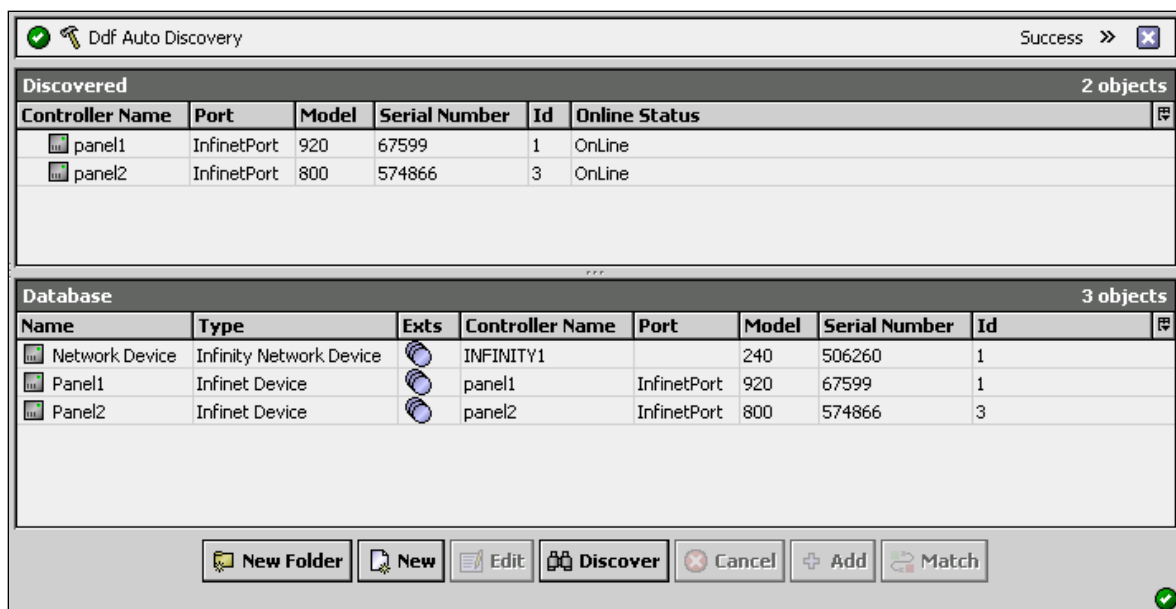 Ddf Auto Discovery Success »
Discovered 2 objects
Controller Name Port Model Serial Number Id Online Status
panel1 InfinetPort 920 67599 1 OnLine
panel2 InfinetPort 800 574866 3 OnLine
Database 3 objects
Name Type Exts Controller Name Port Model Serial Number Id
Network Device Infinity Network Device INFINITY1 240 506260 1
Panel1 Infinet Device panel1 InfinetPort 920 67599 1
Panel2 Infinet Device panel2 InfinetPort 800 574866 3
New Folder New Edit Discover Cancel Add Match